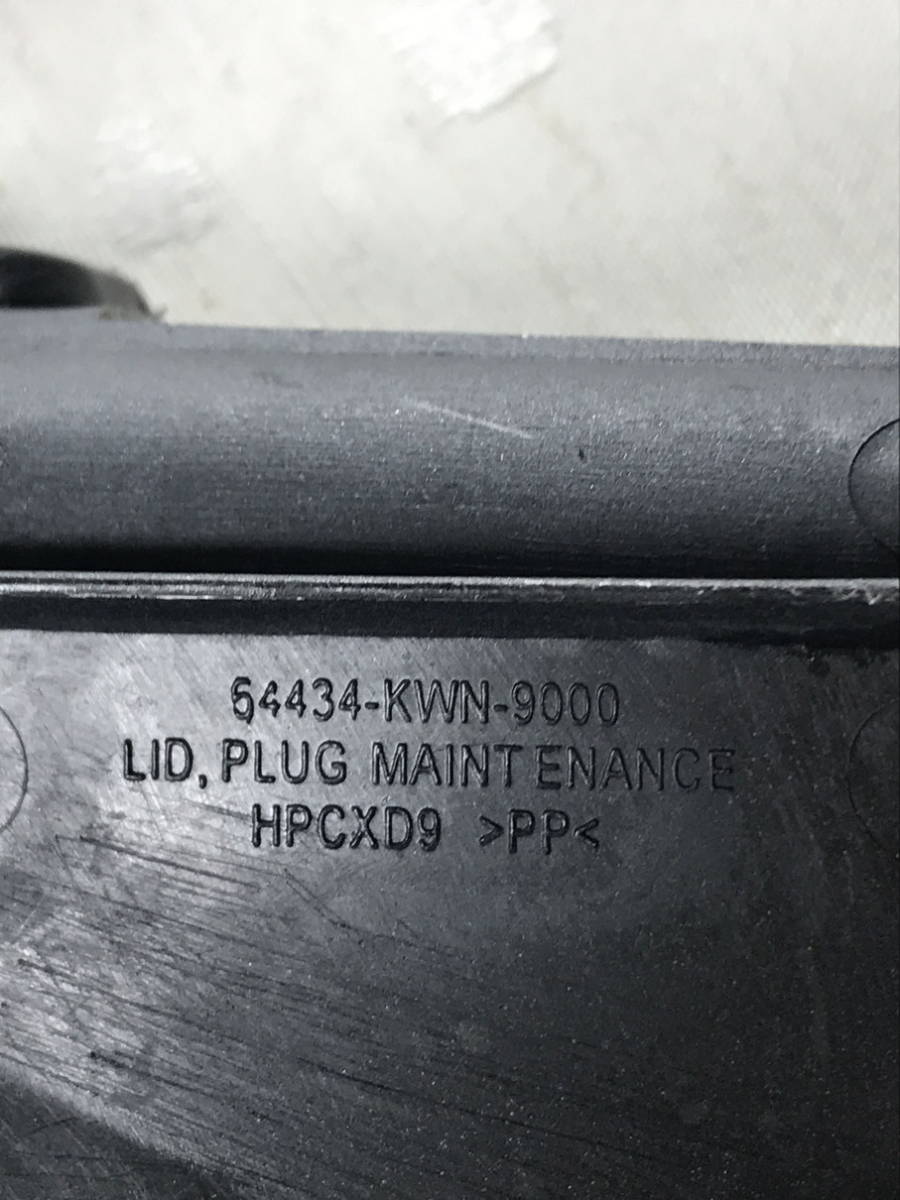 64434-KWN-9000
LID, PLUG MAINTENANCE
HPCXD9 >PP<